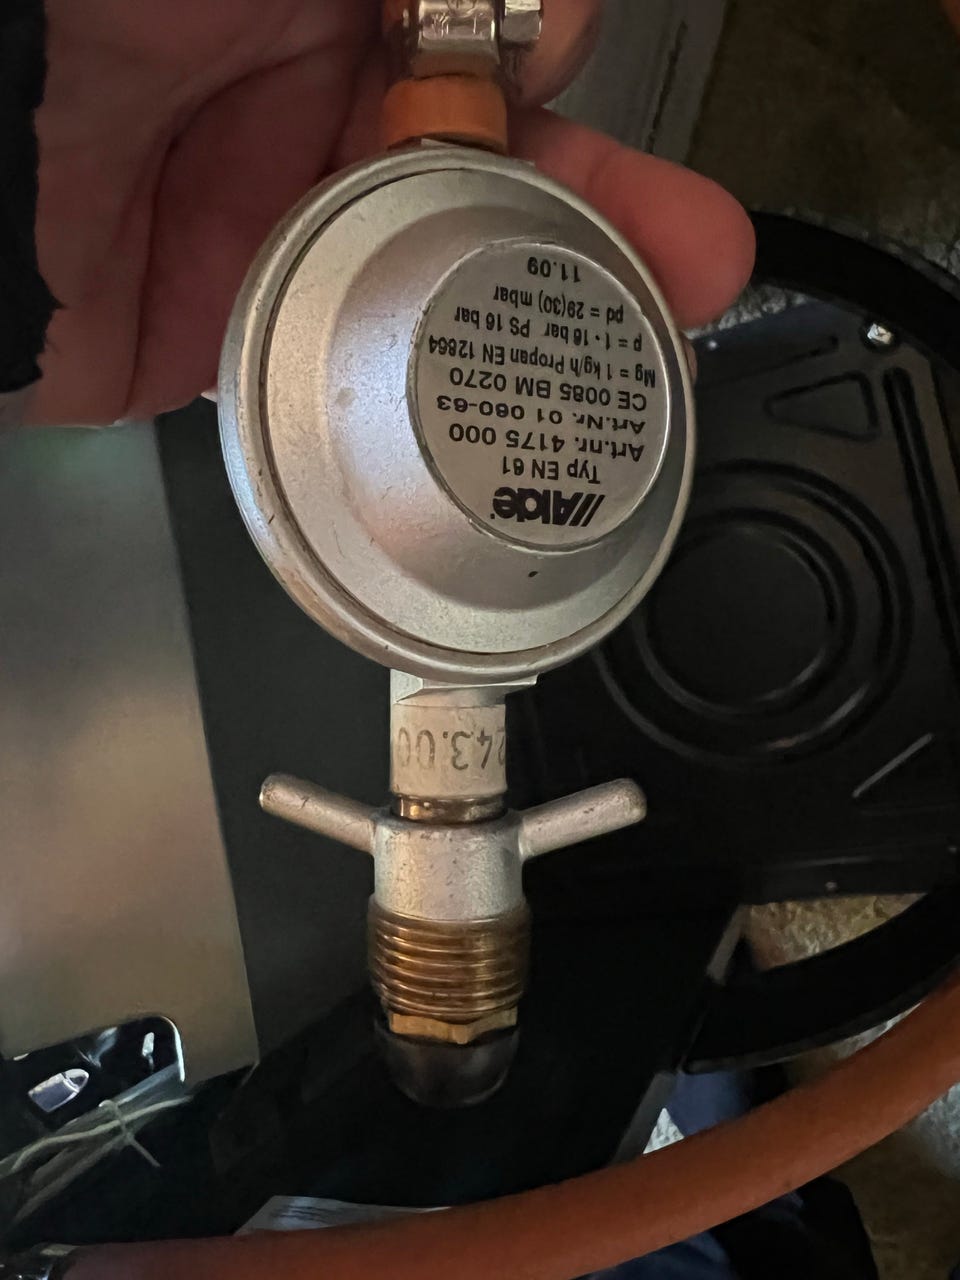 Alde
Typ EN 61
Art.nr. 4175 000
Art.Nr. 01 060-63
CE 0085 BM 0270
Mg = 1 kg/h Propan EN 12864
p = 1 - 16 bar PS 16 bar
pd = 29(30) mbar
11.09
243.00